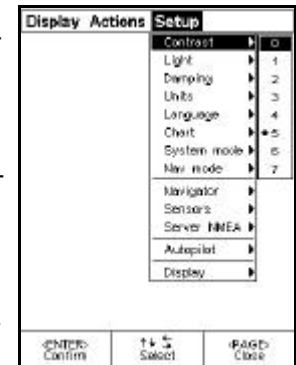 Display Actions Setup
Contrast 0
Light 1
Damping 2
Units 3
Language 4
Chart 5
System mode 6
Nav mode 7
Navigator
Sensors
Server NMEA
Autopilot
Display
<ENTER> <PAGE>
Confirm Select Close